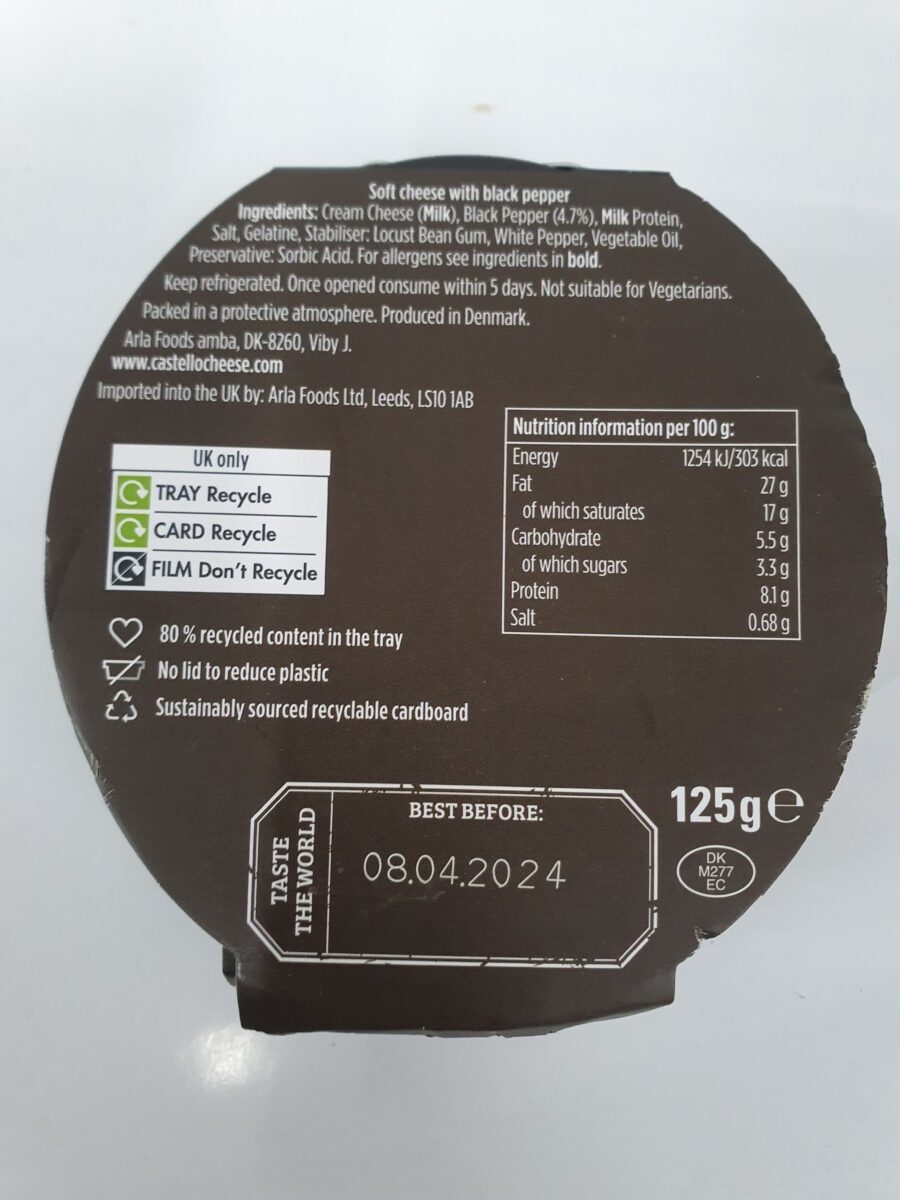 Soft cheese with black pepper
Ingredients: Cream Cheese (Milk), Black Pepper (4.7%), Milk Protein,
Salt, Gelatine, Stabiliser: Locust Bean Gum, White Pepper, Vegetable Oil,
Preservative: Sorbic Acid. For allergens see ingredients in bold.
Keep refrigerated. Once opened consume within 5 days. Not suitable for Vegetarians.
Packed in a protective atmosphere. Produced in Denmark.
Arla Foods amba, DK-8260, Viby J.
www.castellocheese.com
Imported into the UK by: Arla Foods Ltd, Leeds, LS10 1AB
UK only
TRAY Recycle
CARD Recycle
FILM Don't Recycle
Nutrition information per 100 g:
Energy 1254 kJ/303 kcal
Fat 27 g
of which saturates 17 g
Carbohydrate 5.5 g
of which sugars 3.3 g
Protein 8.1 g
Salt 0.68 g
80 % recycled content in the tray
No lid to reduce plastic
Sustainably sourced recyclable cardboard
TASTE
THE WORLD
BEST BEFORE:
08.04.2024
125g e
DK
M277
EC